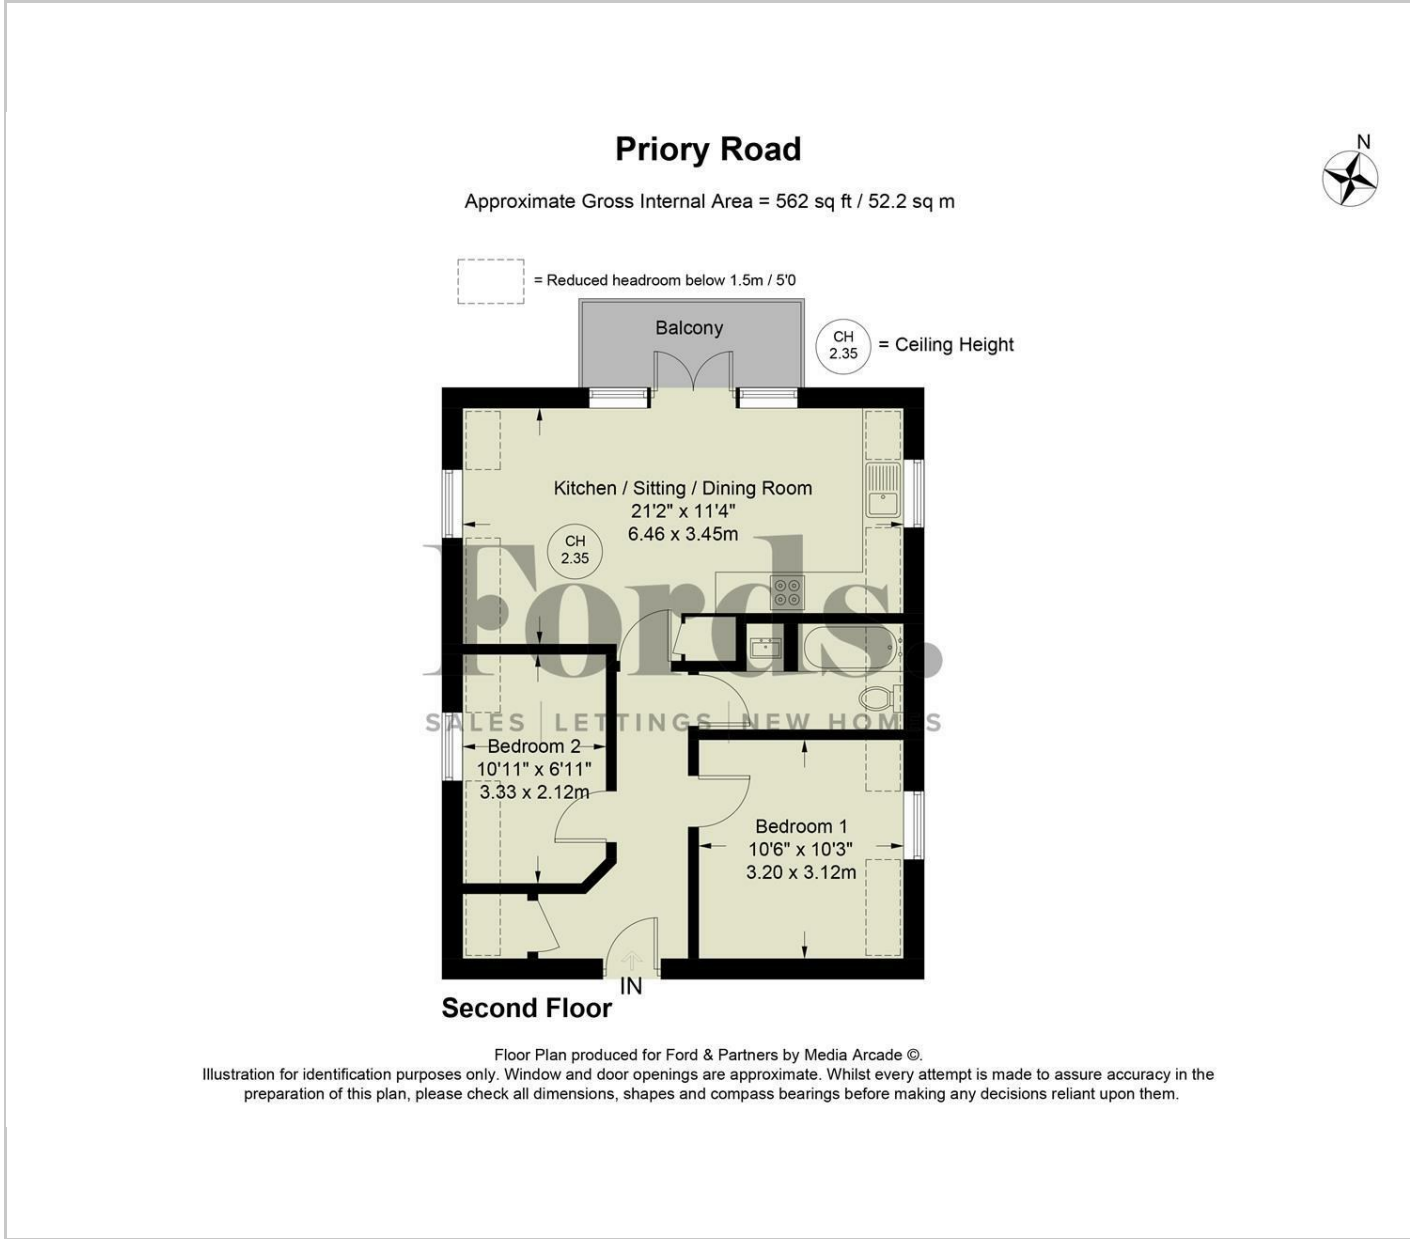 Priory Road
N
Approximate Gross Internal Area = 562 sq ft / 52.2 sq m
= Reduced headroom below 1.5m / 5'0
Balcony
CH
2.35
= Ceiling Height
Kitchen / Sitting / Dining Room
21'2" x 11'4"
6.46 x 3.45m
CH
2.35
Fords.
SALES LETTINGS NEW HOMES
Bedroom 2
10'11" x 6'11"
3.33 x 2.12m
Bedroom 1
10'6" x 10'3"
3.20 x 3.12m
IN
Second Floor
Floor Plan produced for Ford & Partners by Media Arcade ©.
Illustration for identification purposes only. Window and door openings are approximate. Whilst every attempt is made to assure accuracy in the
preparation of this plan, please check all dimensions, shapes and compass bearings before making any decisions reliant upon them.